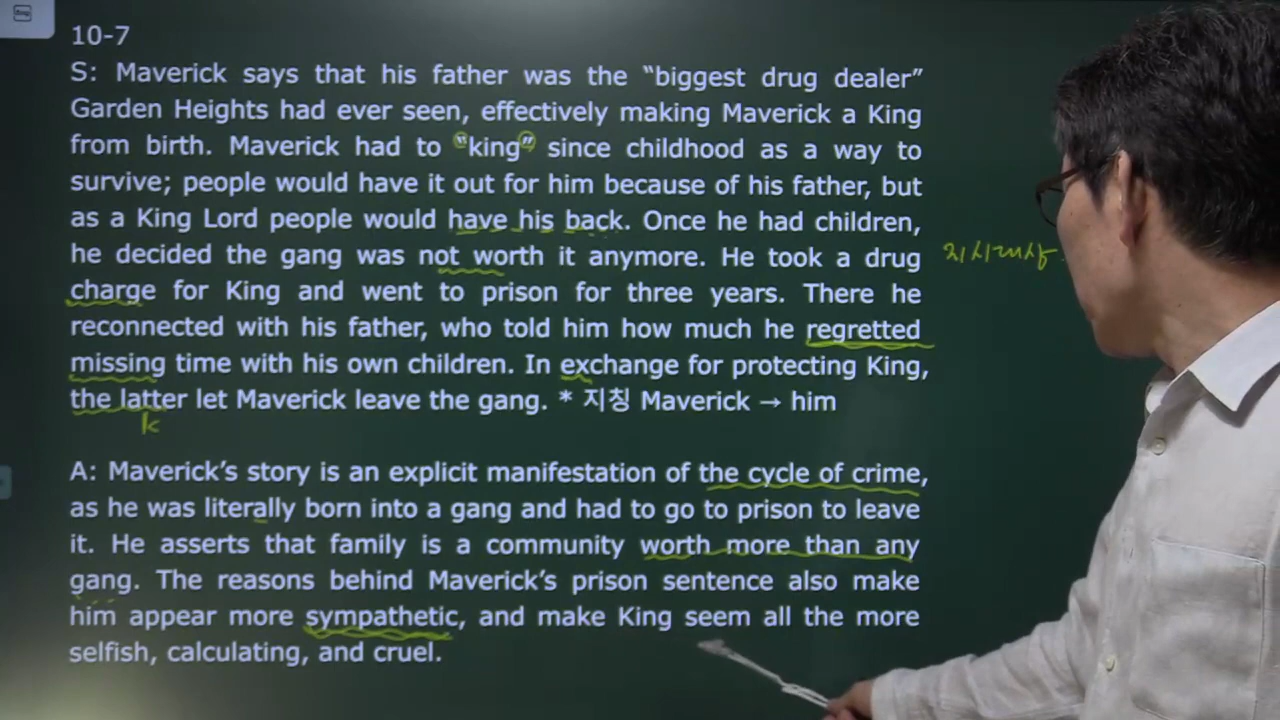 10-7
S: Maverick says that his father was the “biggest drug dealer”
Garden Heights had ever seen, effectively making Maverick a King
from birth. Maverick had to “king” since childhood as a way to
survive; people would have it out for him because of his father, but
as a King Lord people would have his back. Once he had children,
he decided the gang was not worth it anymore. He took a drug
지시대상
charge for King and went to prison for three years. There he
reconnected with his father, who told him how much he regretted
missing time with his own children. In exchange for protecting King,
the latter let Maverick leave the gang. * 지칭 Maverick → him
k
A: Maverick’s story is an explicit manifestation of the cycle of crime,
as he was literally born into a gang and had to go to prison to leave
it. He asserts that family is a community worth more than any
gang. The reasons behind Maverick’s prison sentence also make
him appear more sympathetic, and make King seem all the more
selfish, calculating, and cruel.